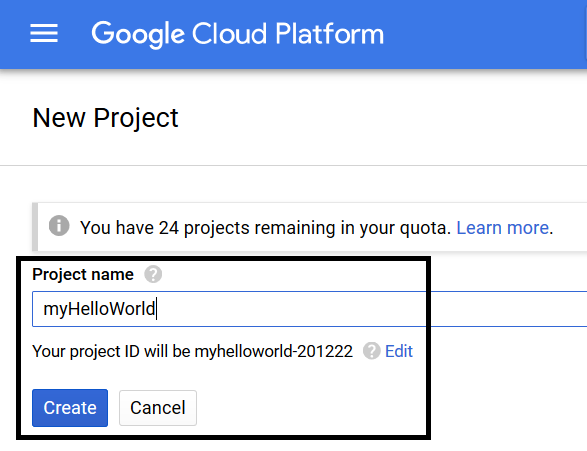 Google Cloud Platform
New Project
You have 24 projects remaining in your quota. Learn more.
Project name ?
myHelloWorld
Your project ID will be myhelloworld-201222 ? Edit
Create Cancel